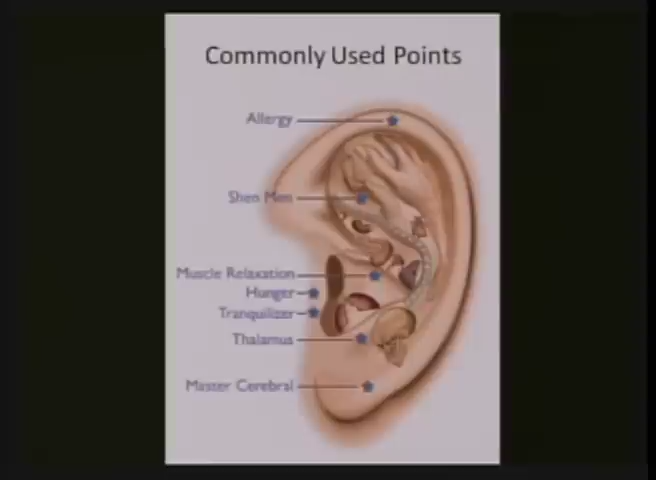 Commonly Used Points
Allergy
Shen Men
Muscle Relaxation
Hunger
Tranquilizer
Thalamus
Master Cerebral